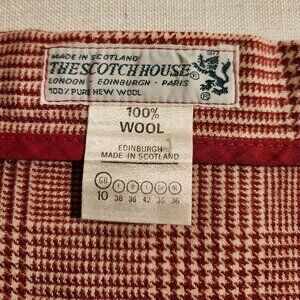 MADE IN SCOTLAND
THE SCOTCH HOUSE
LONDON - EDINBURGH - PARIS
100% PURE NEW WOOL
®
100%
WOOL
EDINBURGH
MADE IN SCOTLAND
GB
10 38 36 42 36 36